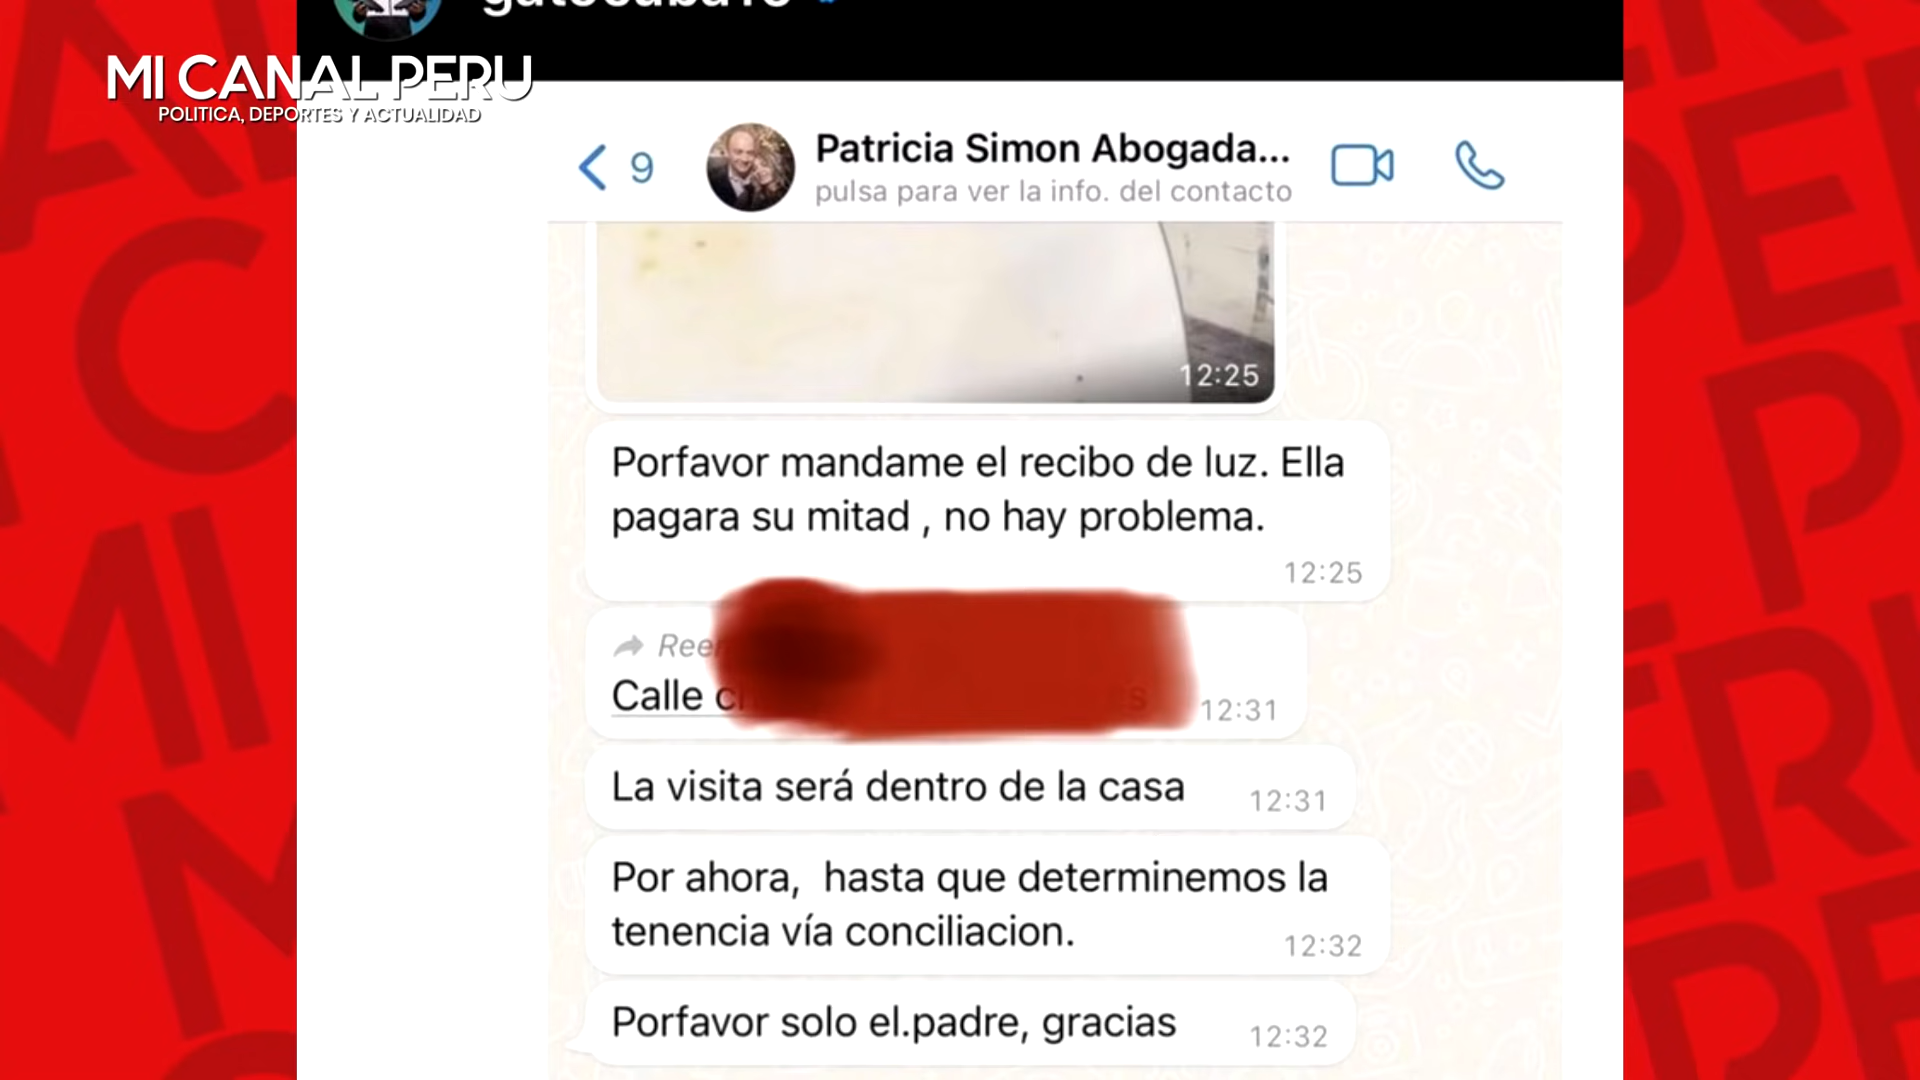 MI CANAL PERU
POLITICA, DEPORTES Y ACTUALIDAD
9
Patricia Simon Abogada...
pulsa para ver la info. del contacto
12:25
Porfavor mandame el recibo de luz. Ella
pagara su mitad , no hay problema.
12:25
Calle
12:31
La visita será dentro de la casa
12:31
Por ahora, hasta que determinemos la
tenencia vía conciliacion.
12:32
Porfavor solo el.padre, gracias
12:32